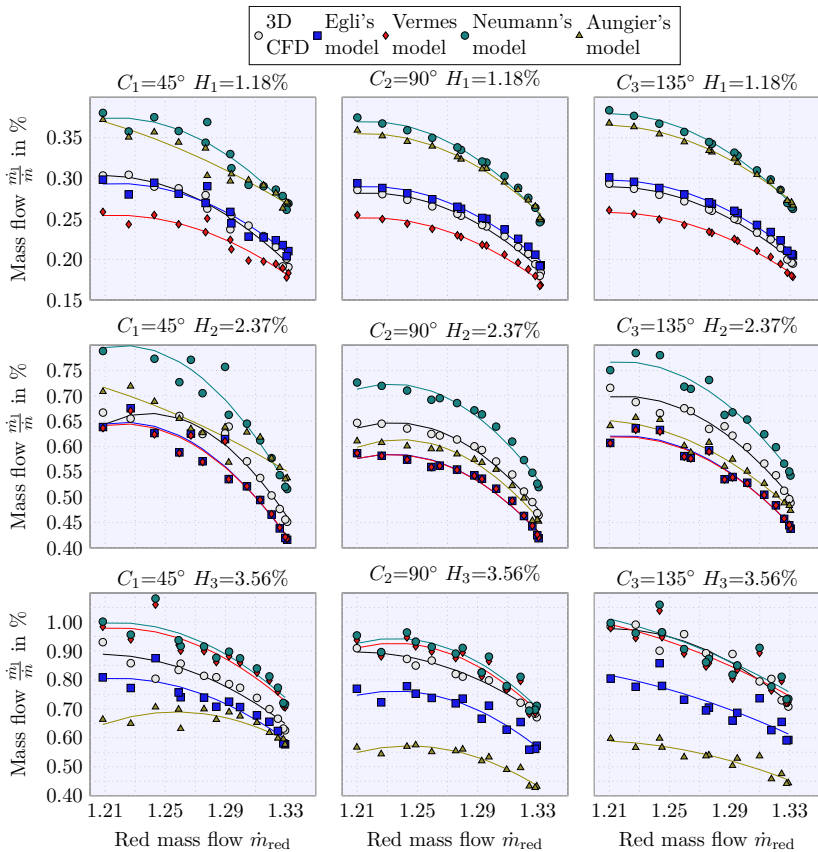 3D CFD
Egli's model
Vermes model
Neumann's model
Aungier's model
C₁=45° H₁=1.18%
C₂=90° H₁=1.18%
C₃=135° H₁=1.18%
Mass flow ṁ₁/ṁ in %
0.35
0.30
0.25
0.20
0.15
C₁=45° H₂=2.37%
C₂=90° H₂=2.37%
C₃=135° H₂=2.37%
Mass flow ṁ₁/ṁ in %
0.75
0.70
0.65
0.60
0.55
0.50
0.45
0.40
C₁=45° H₃=3.56%
C₂=90° H₃=3.56%
C₃=135° H₃=3.56%
Mass flow ṁ₁/ṁ in %
1.00
0.90
0.80
0.70
0.60
0.50
0.40
1.21 1.25 1.29 1.33
1.21 1.25 1.29 1.33
1.21 1.25 1.29 1.33
Red mass flow ṁred
Red mass flow ṁred
Red mass flow ṁred